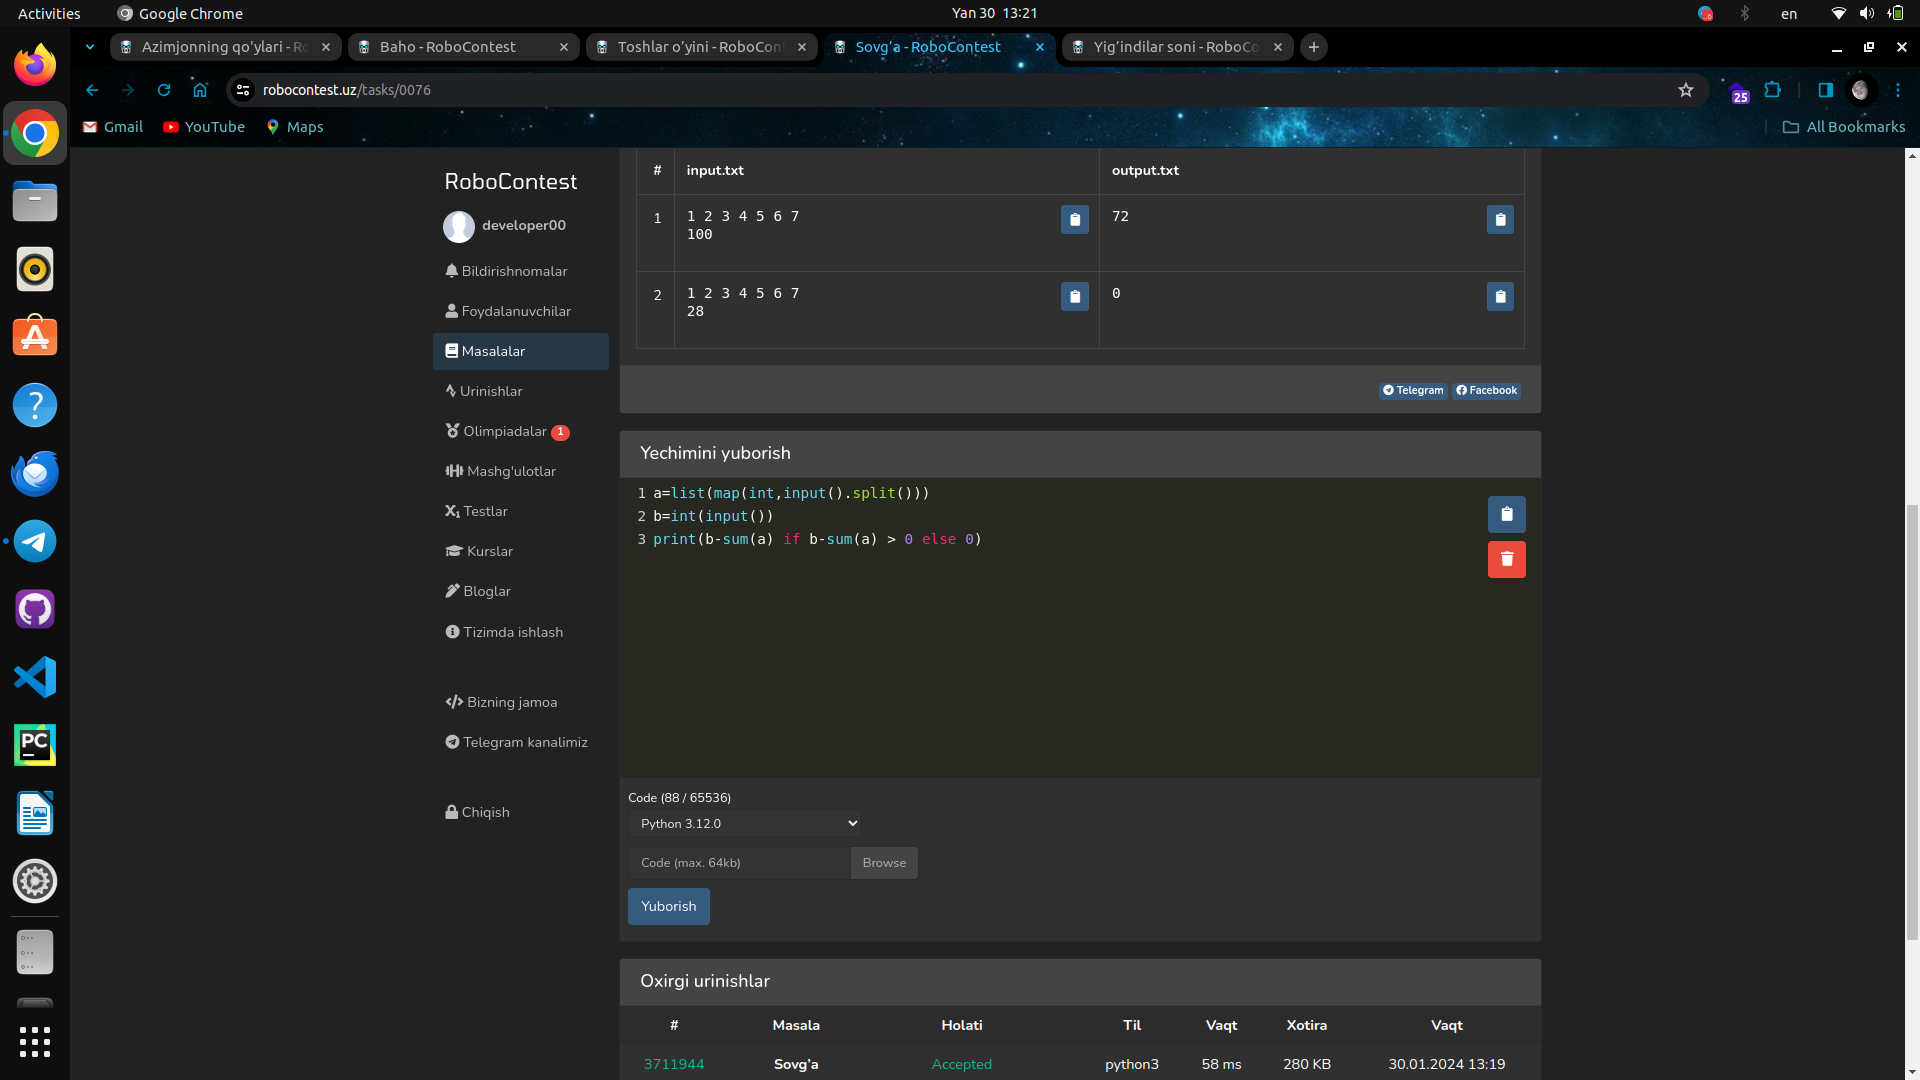 Activities
Google Chrome
Yan 30 13:21
en
Azimjonning qo'ylari - Ro
Baho - RoboContest
Toshlar o'yini - RoboCon
Sovg'a - RoboContest
Yig'indilar soni - RoboCo
robocontest.uz/tasks/0076
25
Gmail
YouTube
Maps
All Bookmarks
RoboContest
developer00
Bildirishnomalar
Foydalanuvchilar
Masalalar
Urinishlar
Olimpiadalar 1
Mashg'ulotlar
X₁ Testlar
Kurslar
Bloglar
Tizimda ishlash
Bizning jamoa
Telegram kanalimiz
Chiqish
PC
# input.txt output.txt
1 1 2 3 4 5 6 7 72
100
2 1 2 3 4 5 6 7 0
28
Telegram Facebook
Yechimini yuborish
1 a=list(map(int,input().split()))
2 b=int(input())
3 print(b-sum(a) if b-sum(a) > 0 else 0)
Code (88 / 65536)
Python 3.12.0
Code (max. 64kb) Browse
Yuborish
Oxirgi urinishlar
# Masala Holati Til Vaqt Xotira Vaqt
3711944 Sovg'a Accepted python3 58 ms 280 KB 30.01.2024 13:19